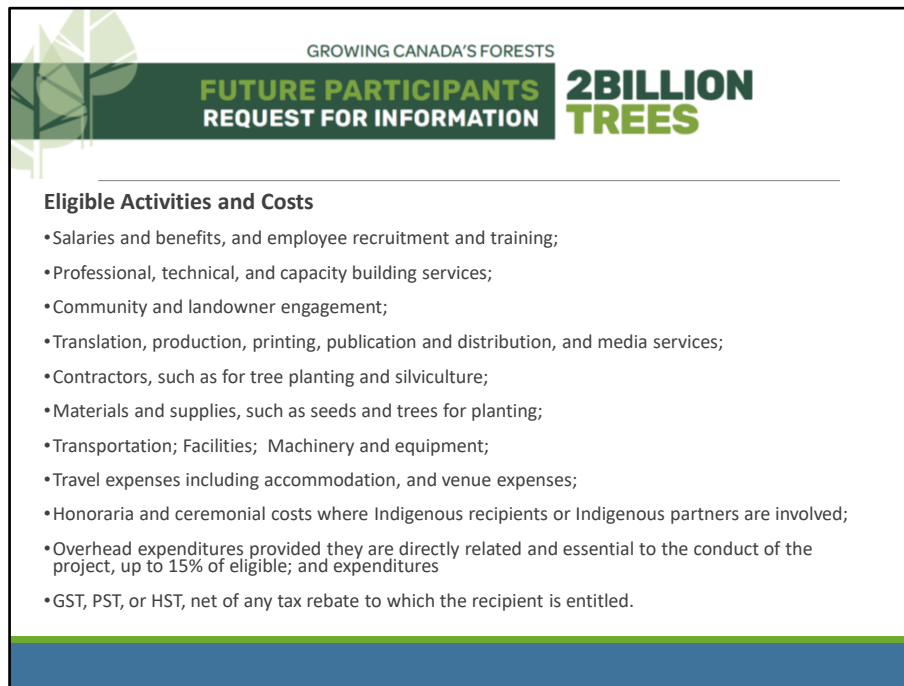 GROWING CANADA'S FORESTS
FUTURE PARTICIPANTS
REQUEST FOR INFORMATION
2BILLION
TREES
Eligible Activities and Costs
•Salaries and benefits, and employee recruitment and training;
•Professional, technical, and capacity building services;
•Community and landowner engagement;
•Translation, production, printing, publication and distribution, and media services;
•Contractors, such as for tree planting and silviculture;
•Materials and supplies, such as seeds and trees for planting;
•Transportation; Facilities; Machinery and equipment;
•Travel expenses including accommodation, and venue expenses;
•Honoraria and ceremonial costs where Indigenous recipients or Indigenous partners are involved;
•Overhead expenditures provided they are directly related and essential to the conduct of the
project, up to 15% of eligible; and expenditures
•GST, PST, or HST, net of any tax rebate to which the recipient is entitled.